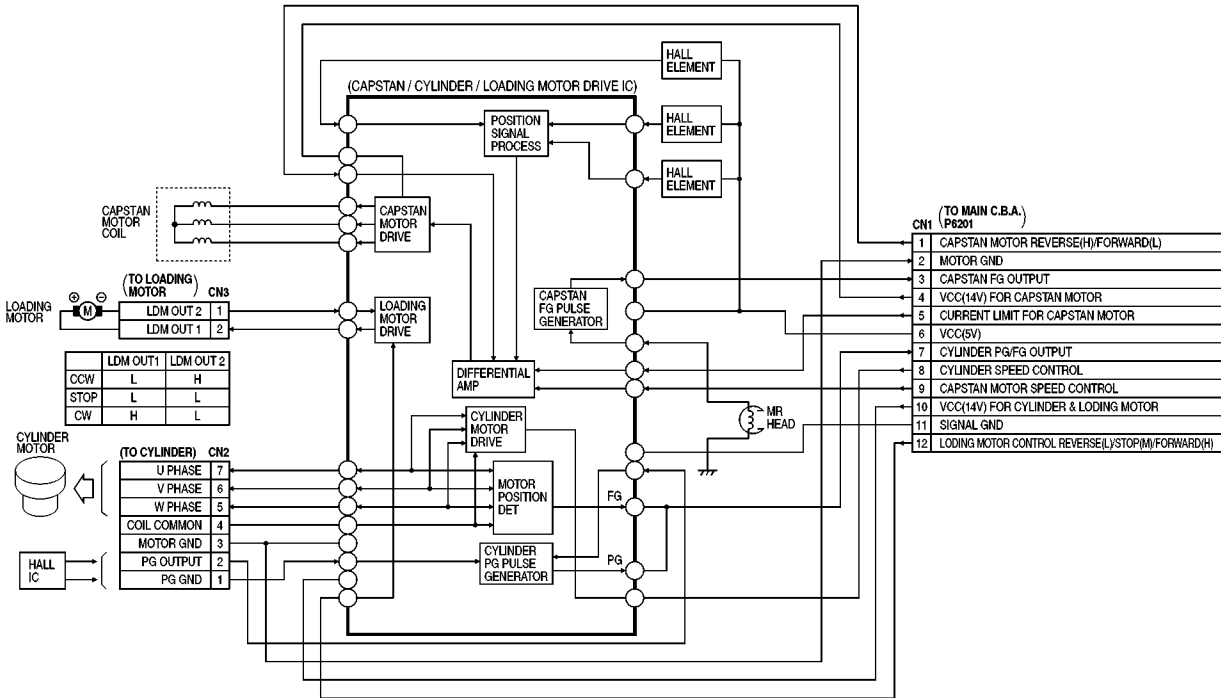 HALL
ELEMENT
(CAPSTAN / CYLINDER / LOADING MOTOR DRIVE IC)
POSITION
SIGNAL
PROCESS
HALL
ELEMENT
HALL
ELEMENT
CAPSTAN
MOTOR
COIL
CAPSTAN
MOTOR
DRIVE
CN1 (TO MAIN C.B.A.) P6201
1 CAPSTAN MOTOR REVERSE(H)/FORWARD(L)
2 MOTOR GND
3 CAPSTAN FG OUTPUT
4 VCC(14V) FOR CAPSTAN MOTOR
5 CURRENT LIMIT FOR CAPSTAN MOTOR
6 VCC(5V)
7 CYLINDER PG/FG OUTPUT
8 CYLINDER SPEED CONTROL
9 CAPSTAN MOTOR SPEED CONTROL
10 VCC(14V) FOR CYLINDER & LODING MOTOR
11 SIGNAL GND
12 LODING MOTOR CONTROL REVERSE(L)/STOP(M)/FORWARD(H)
LOADING
MOTOR
+ M −
(TO LOADING MOTOR) CN3
LDM OUT 2 1
LDM OUT 1 2
LOADING
MOTOR
DRIVE
CAPSTAN
FG PULSE
GENERATOR
LDM OUT1 LDM OUT 2
CCW L H
STOP L L
CW H L
DIFFERENTIAL
AMP
MR
HEAD
CYLINDER
MOTOR
DRIVE
CYLINDER
MOTOR
(TO CYLINDER) CN2
U PHASE 7
V PHASE 6
W PHASE 5
COIL COMMON 4
MOTOR GND 3
PG OUTPUT 2
PG GND 1
HALL
IC
MOTOR
POSITION
DET
FG
CYLINDER
PG PULSE
GENERATOR
PG